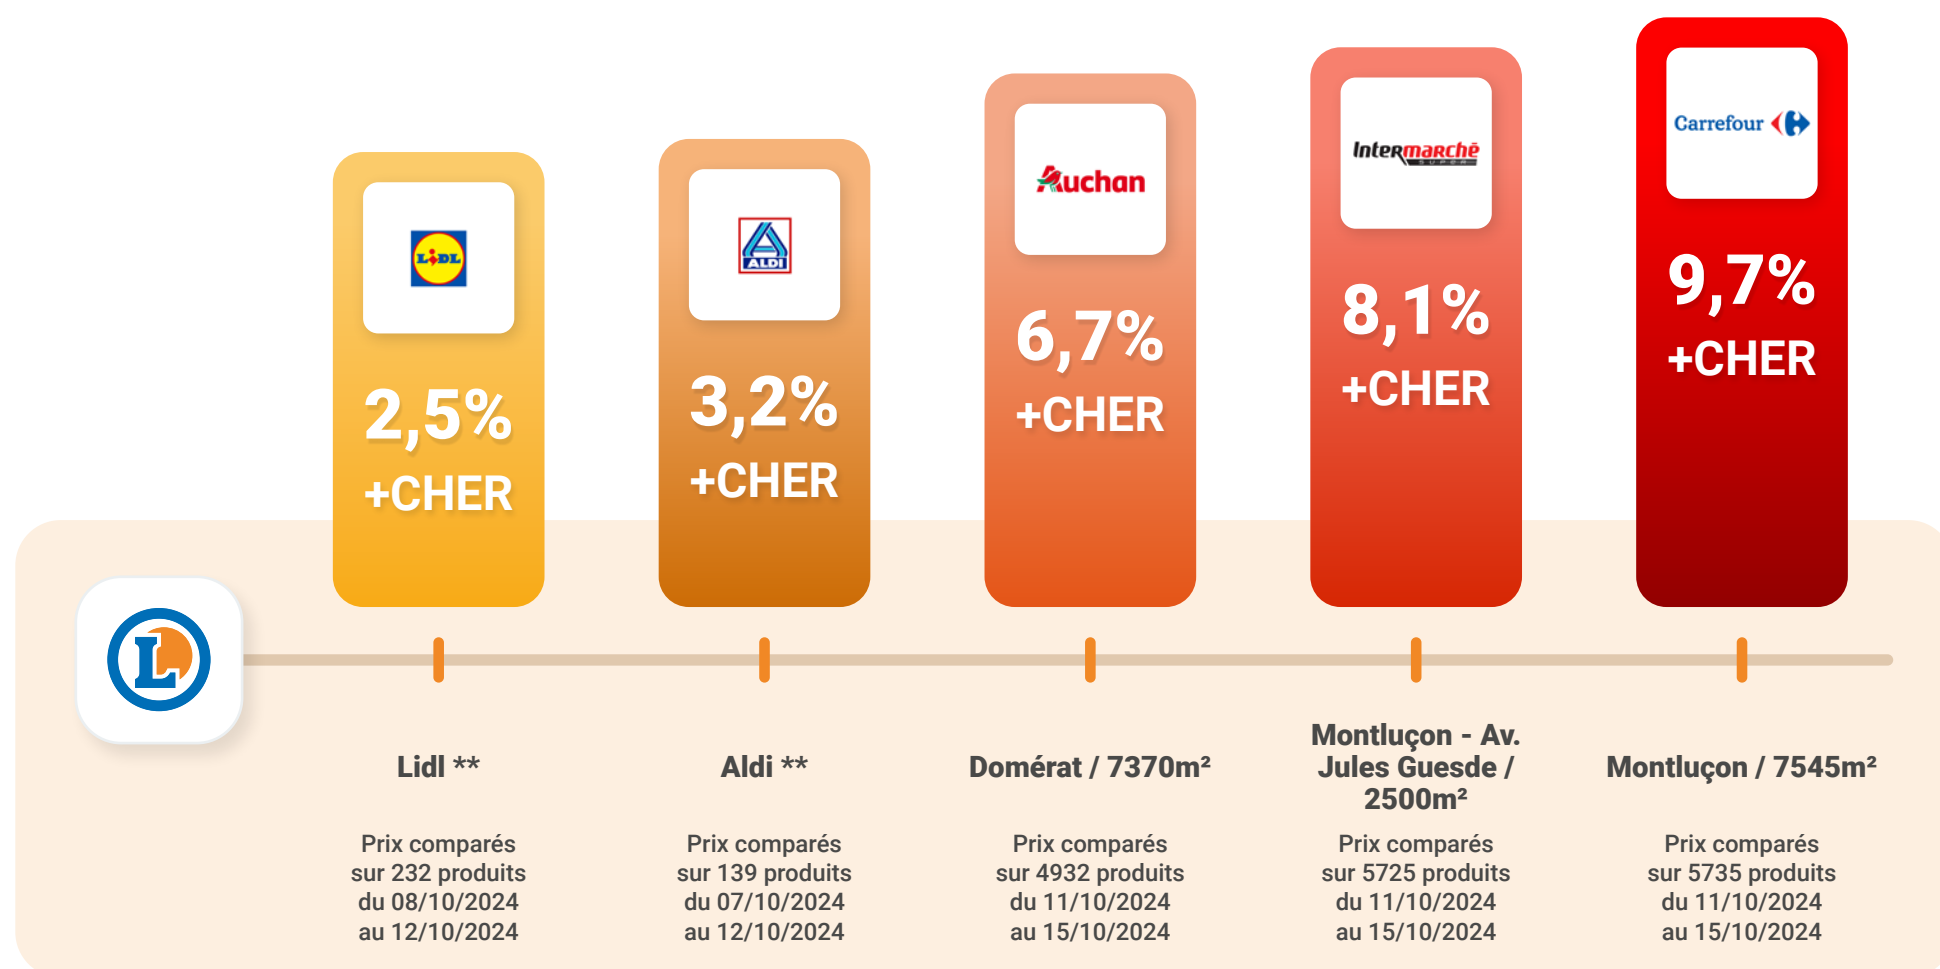 LIDL
2,5%
+CHER
ALDI
3,2%
+CHER
Auchan
6,7%
+CHER
Intermarché
SUPER
8,1%
+CHER
Carrefour
9,7%
+CHER
L
Lidl **
Prix comparés
sur 232 produits
du 08/10/2024
au 12/10/2024
Aldi **
Prix comparés
sur 139 produits
du 07/10/2024
au 12/10/2024
Domérat / 7370m²
Prix comparés
sur 4932 produits
du 11/10/2024
au 15/10/2024
Montluçon - Av.
Jules Guesde /
2500m²
Prix comparés
sur 5725 produits
du 11/10/2024
au 15/10/2024
Montluçon / 7545m²
Prix comparés
sur 5735 produits
du 11/10/2024
au 15/10/2024